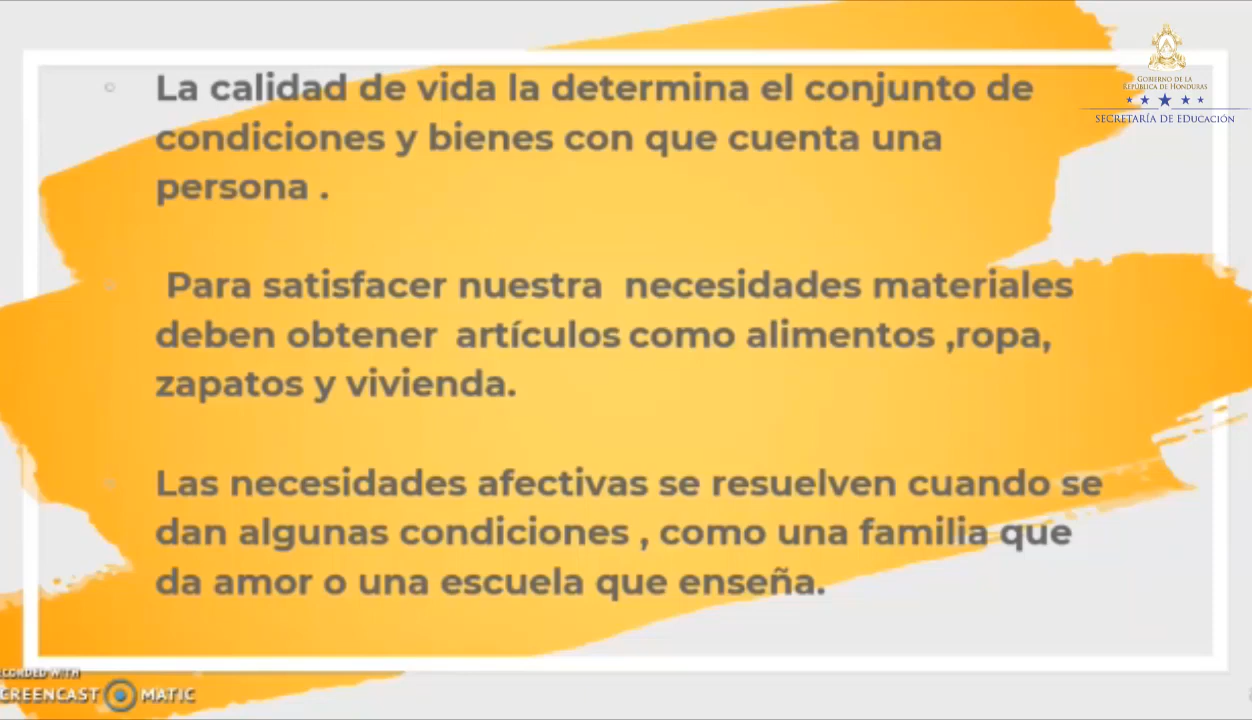 GOBIERNO DE LA
REPÚBLICA DE HONDURAS
SECRETARÍA DE EDUCACIÓN
La calidad de vida la determina el conjunto de
condiciones y bienes con que cuenta una
persona .
Para satisfacer nuestra necesidades materiales
deben obtener artículos como alimentos ,ropa,
zapatos y vivienda.
Las necesidades afectivas se resuelven cuando se
dan algunas condiciones , como una familia que
da amor o una escuela que enseña.
RECORDED WITH
SCREENCAST MATIC